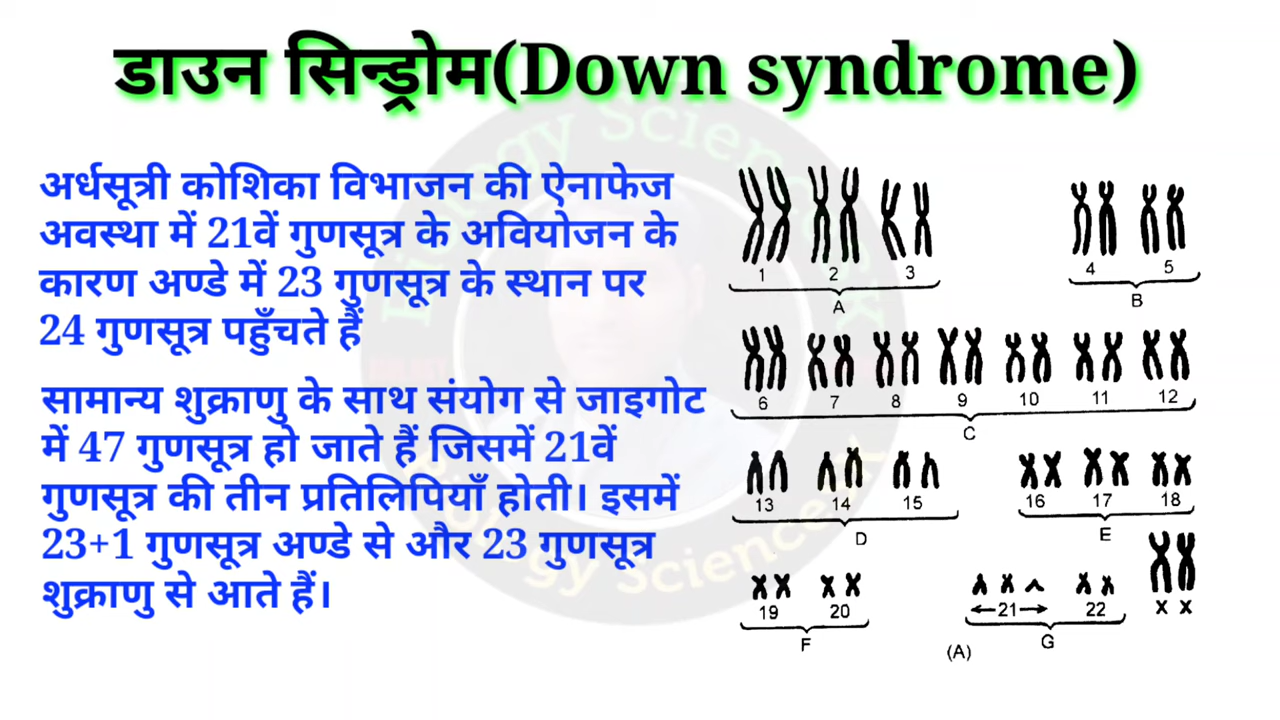 डाउन सिन्ड्रोम(Down syndrome)
अर्धसूत्री कोशिका विभाजन की ऐनाफेज
अवस्था में 21वें गुणसूत्र के अवियोजन के
कारण अण्डे में 23 गुणसूत्र के स्थान पर
24 गुणसूत्र पहुँचते हैं
सामान्य शुक्राणु के साथ संयोग से जाइगोट
में 47 गुणसूत्र हो जाते हैं जिसमें 21वें
गुणसूत्र की तीन प्रतिलिपियाँ होती। इसमें
23+1 गुणसूत्र अण्डे से और 23 गुणसूत्र
शुक्राणु से आते हैं।
1 2 3 4 5
A B
6 7 8 9 10 11 12
C
13 14 15 16 17 18
D E
19 20 21 22 X X
F G
(A)